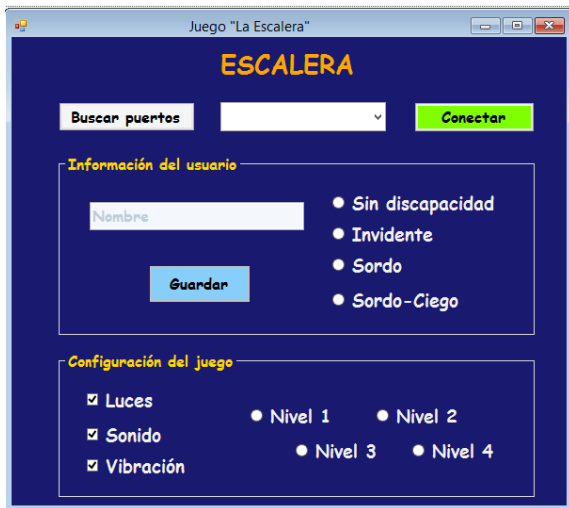 Juego "La Escalera"
ESCALERA
Buscar puertos
Conectar
Información del usuario
Nombre
Guardar
Sin discapacidad
Invidente
Sordo
Sordo-Ciego
Configuración del juego
Luces
Sonido
Vibración
Nivel 1 Nivel 2
Nivel 3 Nivel 4